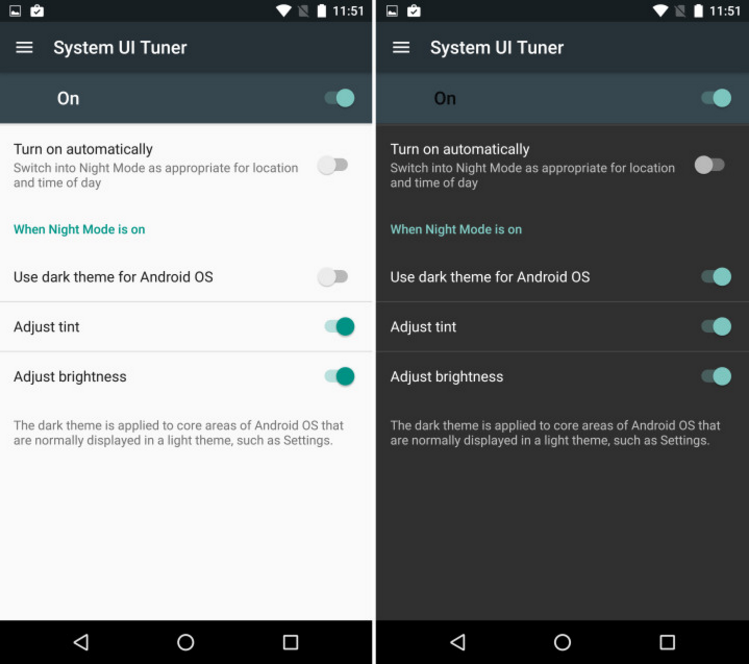 11:51
System UI Tuner
On
Turn on automatically
Switch into Night Mode as appropriate for location
and time of day
When Night Mode is on
Use dark theme for Android OS
Adjust tint
Adjust brightness
The dark theme is applied to core areas of Android OS that
are normally displayed in a light theme, such as Settings.
11:51
System UI Tuner
On
Turn on automatically
Switch into Night Mode as appropriate for location
and time of day
When Night Mode is on
Use dark theme for Android OS
Adjust tint
Adjust brightness
The dark theme is applied to core areas of Android OS that
are normally displayed in a light theme, such as Settings.